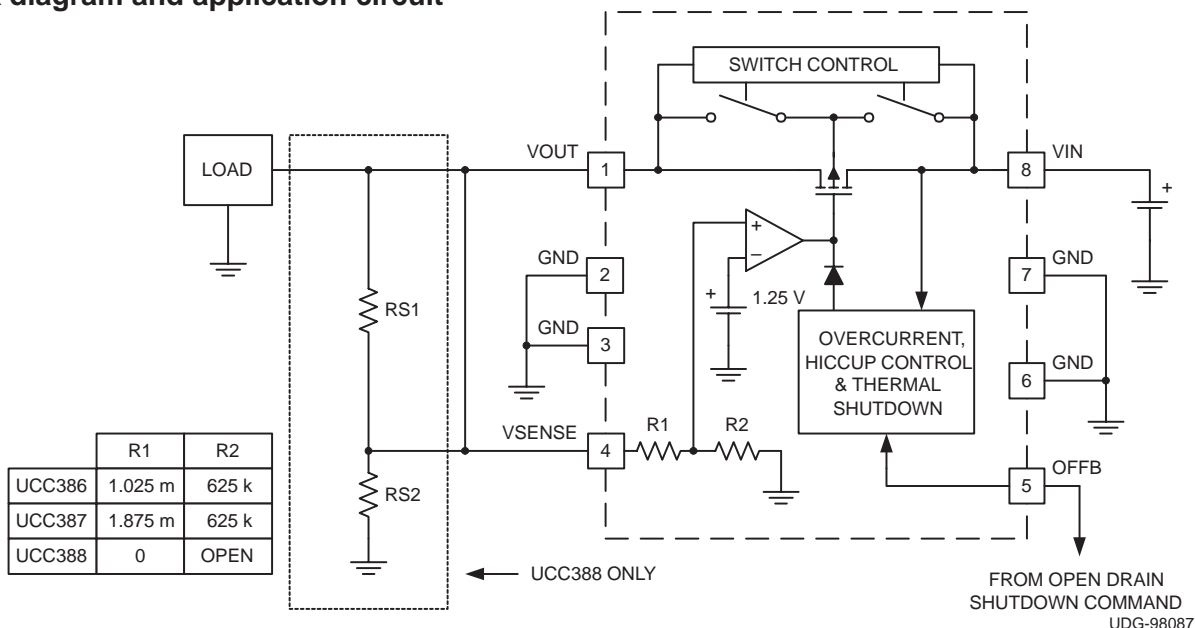 diagram and application circuit
SWITCH CONTROL
LOAD
VOUT
1
8
VIN
+
GND
2
+
−
+
1.25 V
7
GND
RS1
GND
3
OVERCURRENT,
HICCUP CONTROL
& THERMAL
SHUTDOWN
6
GND
VSENSE
4
R1
R2
5
OFFB
RS2
R1 R2
UCC386 1.025 m 625 k
UCC387 1.875 m 625 k
UCC388 0 OPEN
UCC388 ONLY
FROM OPEN DRAIN
SHUTDOWN COMMAND
UDG-98087